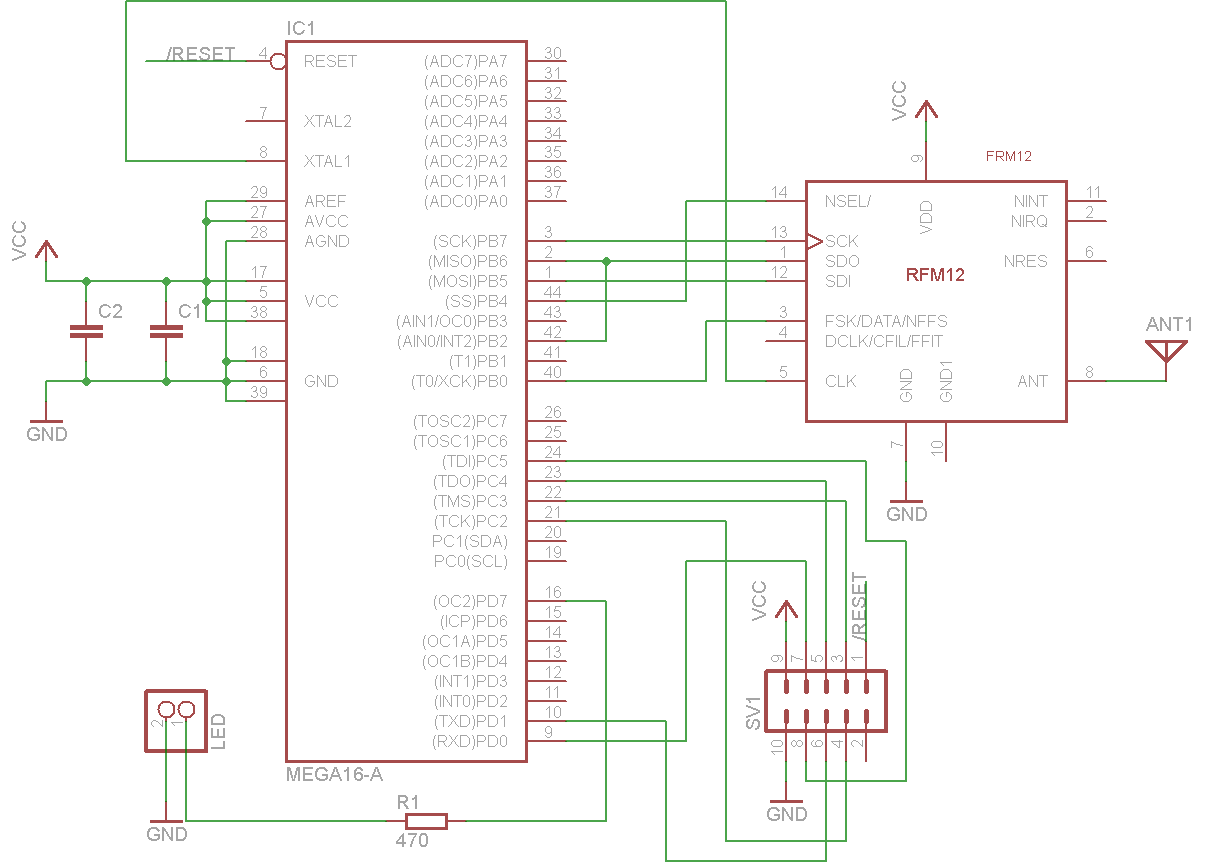 IC1
/RESET
4 RESET
7 XTAL2
8 XTAL1
29 AREF
27 AVCC
28 AGND
17
5 VCC
38
18
6 GND
39
(ADC7)PA7 30
(ADC6)PA6 31
(ADC5)PA5 32
(ADC4)PA4 33
(ADC3)PA3 34
(ADC2)PA2 35
(ADC1)PA1 36
(ADC0)PA0 37
(SCK)PB7 3
(MISO)PB6 2
(MOSI)PB5 1
(SS)PB4 44
(AIN1/OC0)PB3 43
(AIN0/INT2)PB2 42
(T1)PB1 41
(T0/XCK)PB0 40
(TOSC2)PC7 26
(TOSC1)PC6 25
(TDI)PC5 24
(TDO)PC4 23
(TMS)PC3 22
(TCK)PC2 21
PC1(SDA) 20
PC0(SCL) 19
(OC2)PD7 16
(ICP)PD6 15
(OC1A)PD5 14
(OC1B)PD4 13
(INT1)PD3 12
(INT0)PD2 11
(TXD)PD1 10
(RXD)PD0 9
MEGA16-A
VCC
C2
C1
GND
VCC
9
FRM12
VDD
14 NSEL/
13 SCK
1 SDO
12 SDI
3 FSK/DATA/NFFS
4 DCLK/CFIL/FFIT
5 CLK
RFM12
NINT 11
NIRQ 2
NRES 6
ANT 8
ANT1
GND
GND1
7
10
GND
VCC
/RESET
9 7 5 3 1
SV1
10 8 6 4 2
GND
2 1
LED
GND
R1
470